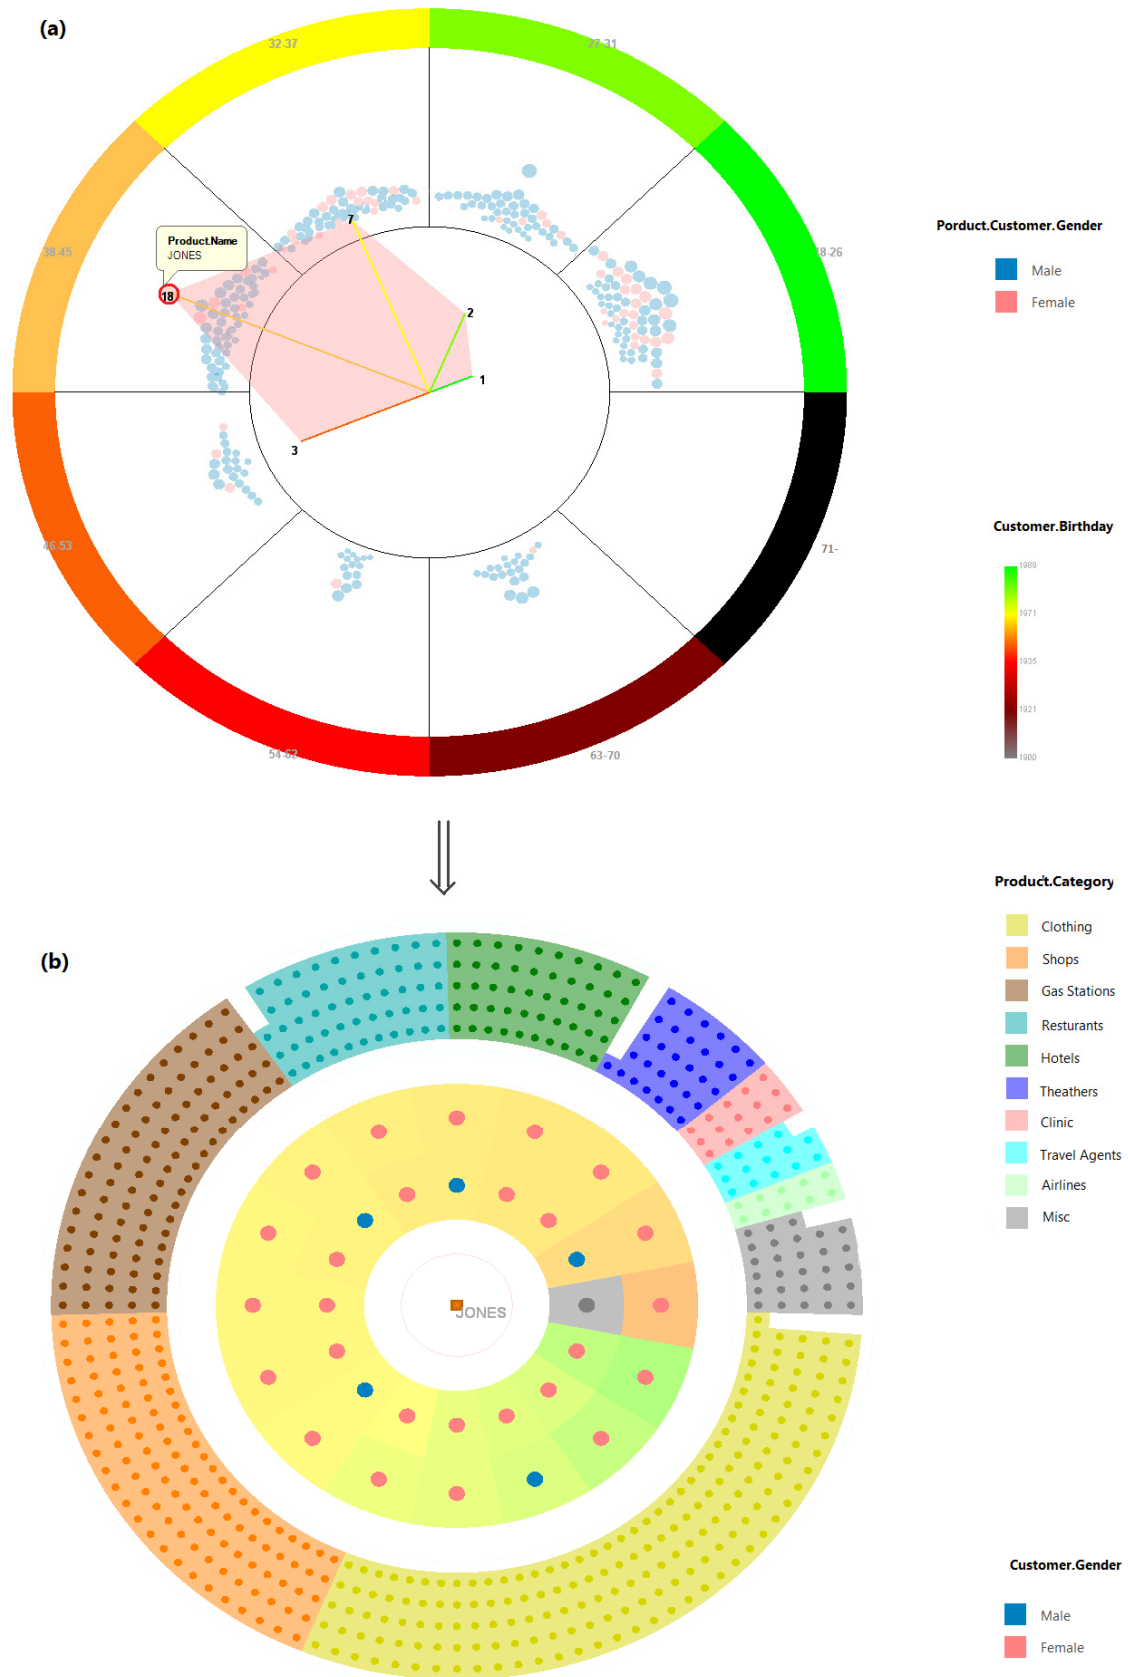 (a)
32-37
27-31
38-45
18-26
Product.Name
JONES
7
18
2
1
3
46-53
71-
54-62
63-70
Porduct.Customer.Gender
Male
Female
Customer.Birthday
1989
1971
1935
1921
1900
(b)
JONES
Product.Category
Clothing
Shops
Gas Stations
Resturants
Hotels
Theathers
Clinic
Travel Agents
Airlines
Misc
Customer.Gender
Male
Female